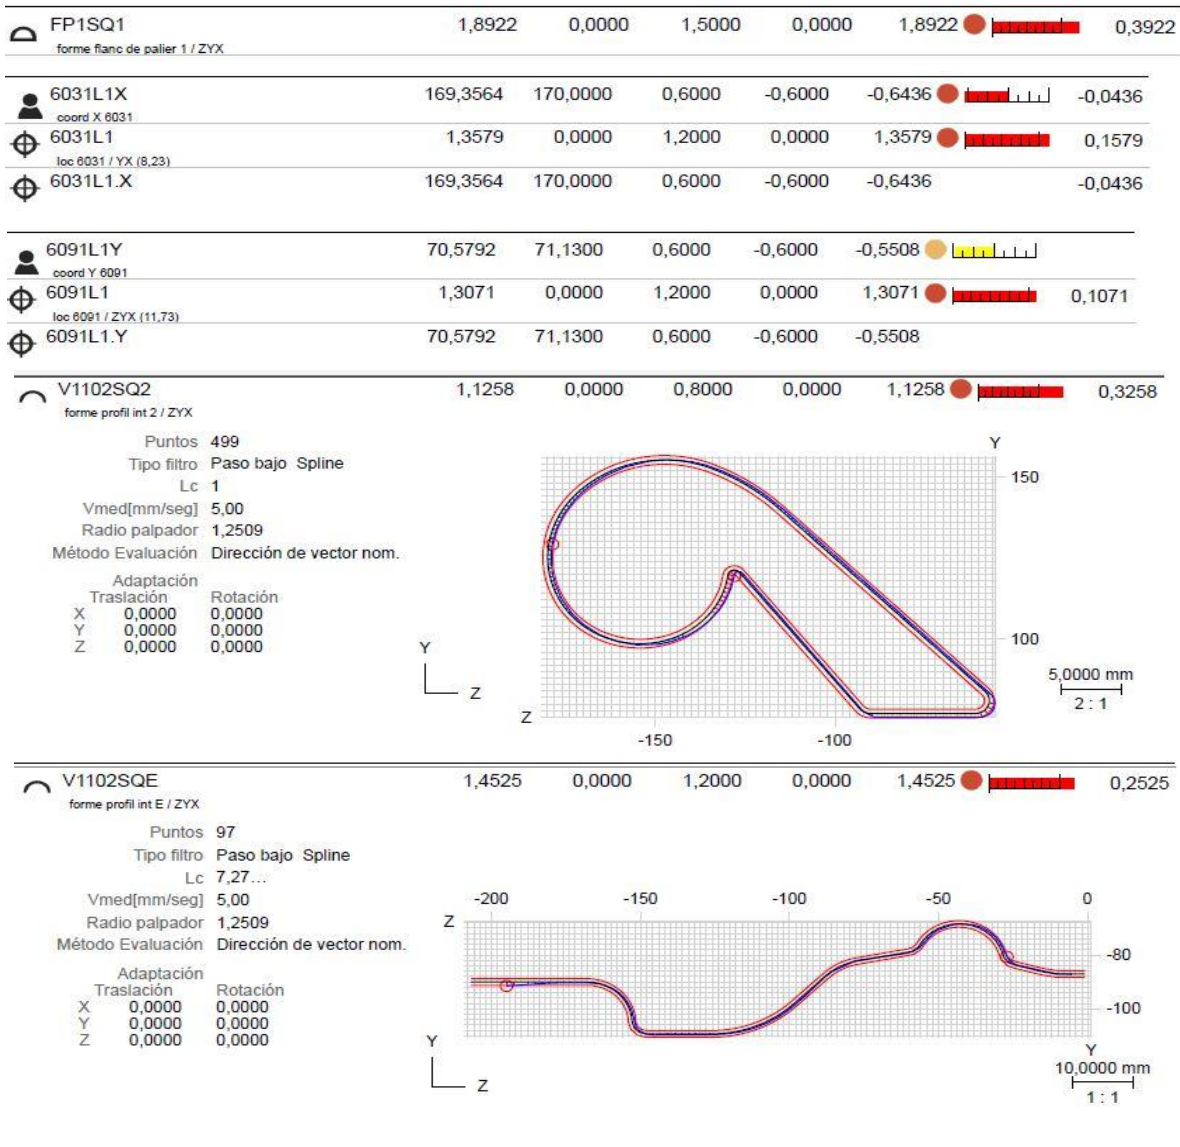 FP1SQ1 1,8922 0,0000 1,5000 0,0000 1,8922 0,3922
forme flanc de palier 1 / ZYX
6031L1X 169,3564 170,0000 0,6000 -0,6000 -0,6436 -0,0436
coord X 6031
6031L1 1,3579 0,0000 1,2000 0,0000 1,3579 0,1579
loc 6031 / YX (8,23)
6031L1.X 169,3564 170,0000 0,6000 -0,6000 -0,6436 -0,0436
6091L1Y 70,5792 71,1300 0,6000 -0,6000 -0,5508
coord Y 6091
6091L1 1,3071 0,0000 1,2000 0,0000 1,3071 0,1071
loc 6091 / ZYX (11,73)
6091L1.Y 70,5792 71,1300 0,6000 -0,6000 -0,5508
V1102SQ2 1,1258 0,0000 0,8000 0,0000 1,1258 0,3258
forme profil int 2 / ZYX
Puntos 499
Tipo filtro Paso bajo Spline
Lc 1
Vmed[mm/seg] 5,00
Radio palpador 1,2509
Método Evaluación Dirección de vector nom.
Adaptación
Traslación Rotación
X 0,0000 0,0000
Y 0,0000 0,0000
Z 0,0000 0,0000
Y
Z
Y
150
100
Z
-150 -100
5,0000 mm
2 : 1
V1102SQE 1,4525 0,0000 1,2000 0,0000 1,4525 0,2525
forme profil int E / ZYX
Puntos 97
Tipo filtro Paso bajo Spline
Lc 7,27...
Vmed[mm/seg] 5,00
Radio palpador 1,2509
Método Evaluación Dirección de vector nom.
Adaptación
Traslación Rotación
X 0,0000 0,0000
Y 0,0000 0,0000
Z 0,0000 0,0000
Y
Z
-200 -150 -100 -50 0
Z
-80
-100
Y
10,0000 mm
1 : 1